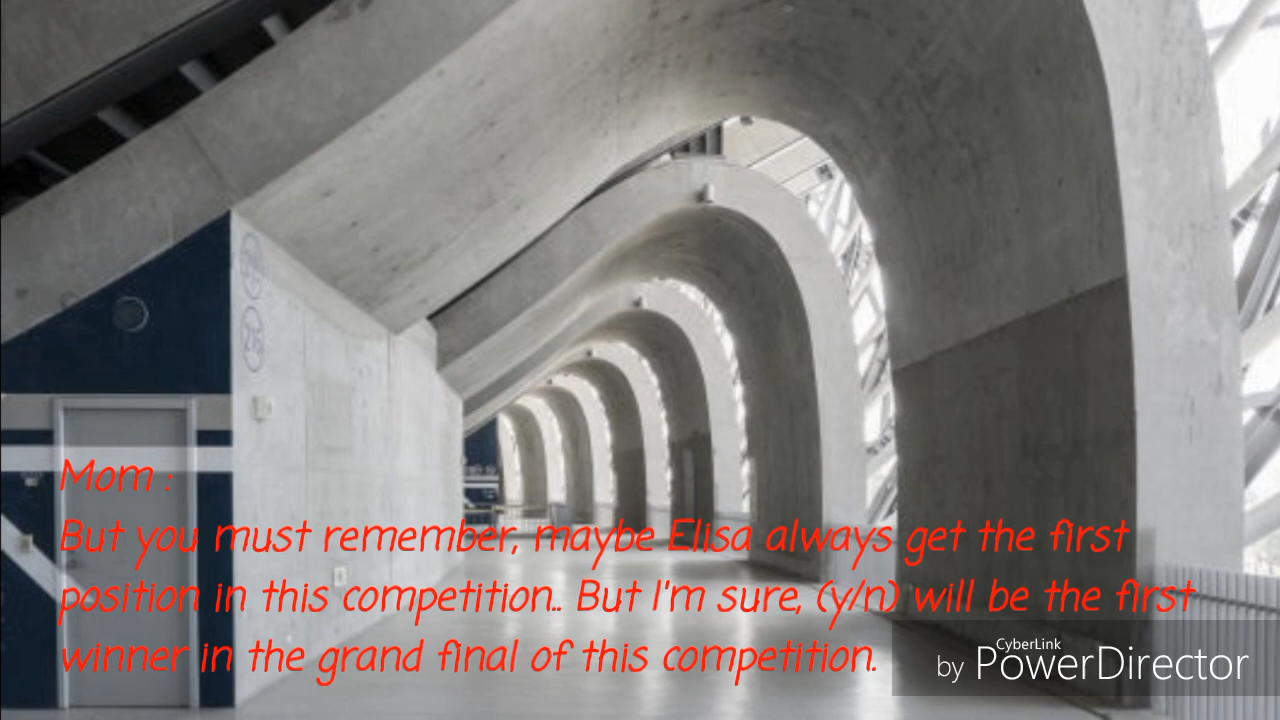 Mom :
But you must remember, maybe Elisa always get the first
position in this competition.. But I'm sure, (y/n) will be the first
winner in the grand final of this competition.
CyberLink
by PowerDirector